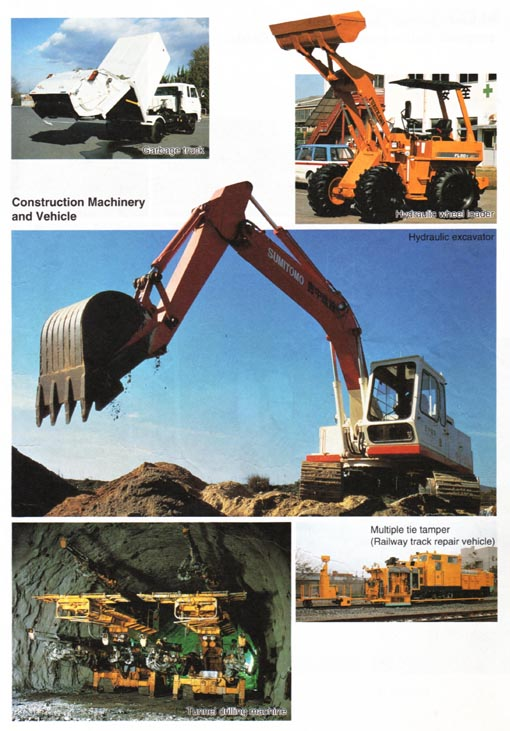 Garbage truck
Construction Machinery
and Vehicle
Hydraulic wheel loader
Hydraulic excavator
SUMITOMO
Multiple tie tamper
(Railway track repair vehicle)
Tunnel drilling machine